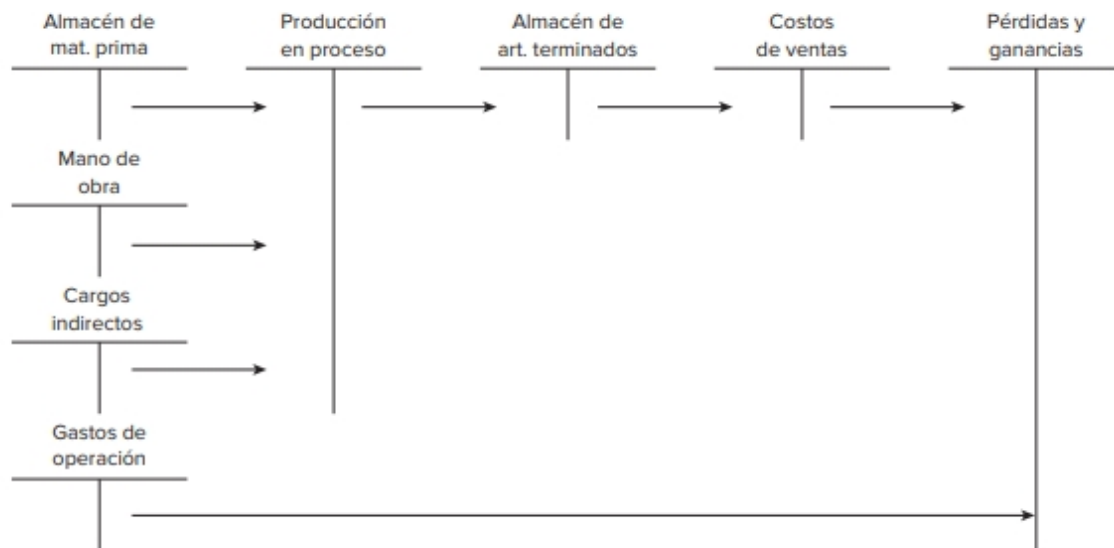 Almacén de
mat. prima
Producción
en proceso
Almacén de
art. terminados
Costos
de ventas
Pérdidas y
ganancias
Mano de
obra
Cargos
indirectos
Gastos de
operación